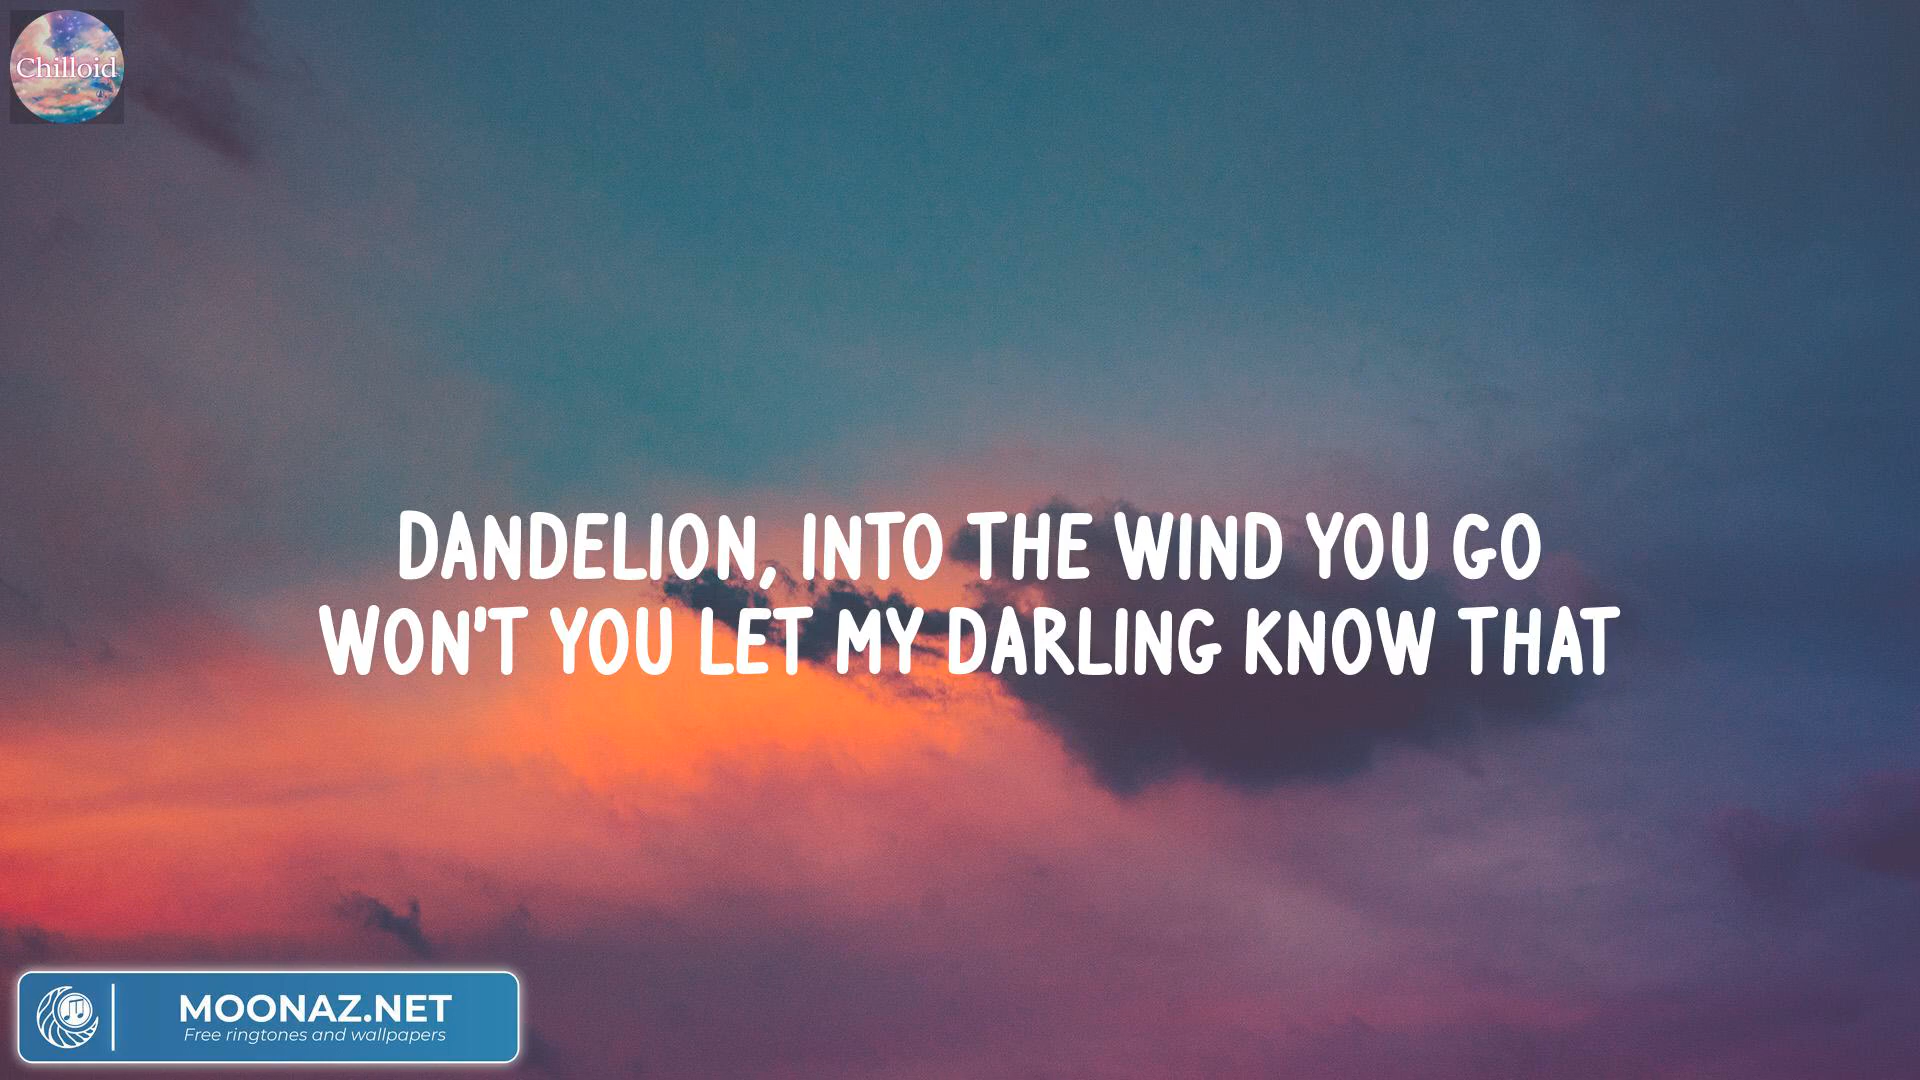 Chilloid
DANDELION, INTO THE WIND YOU GO
WON'T YOU LET MY DARLING KNOW THAT
MOONAZ.NET
Free ringtones and wallpapers